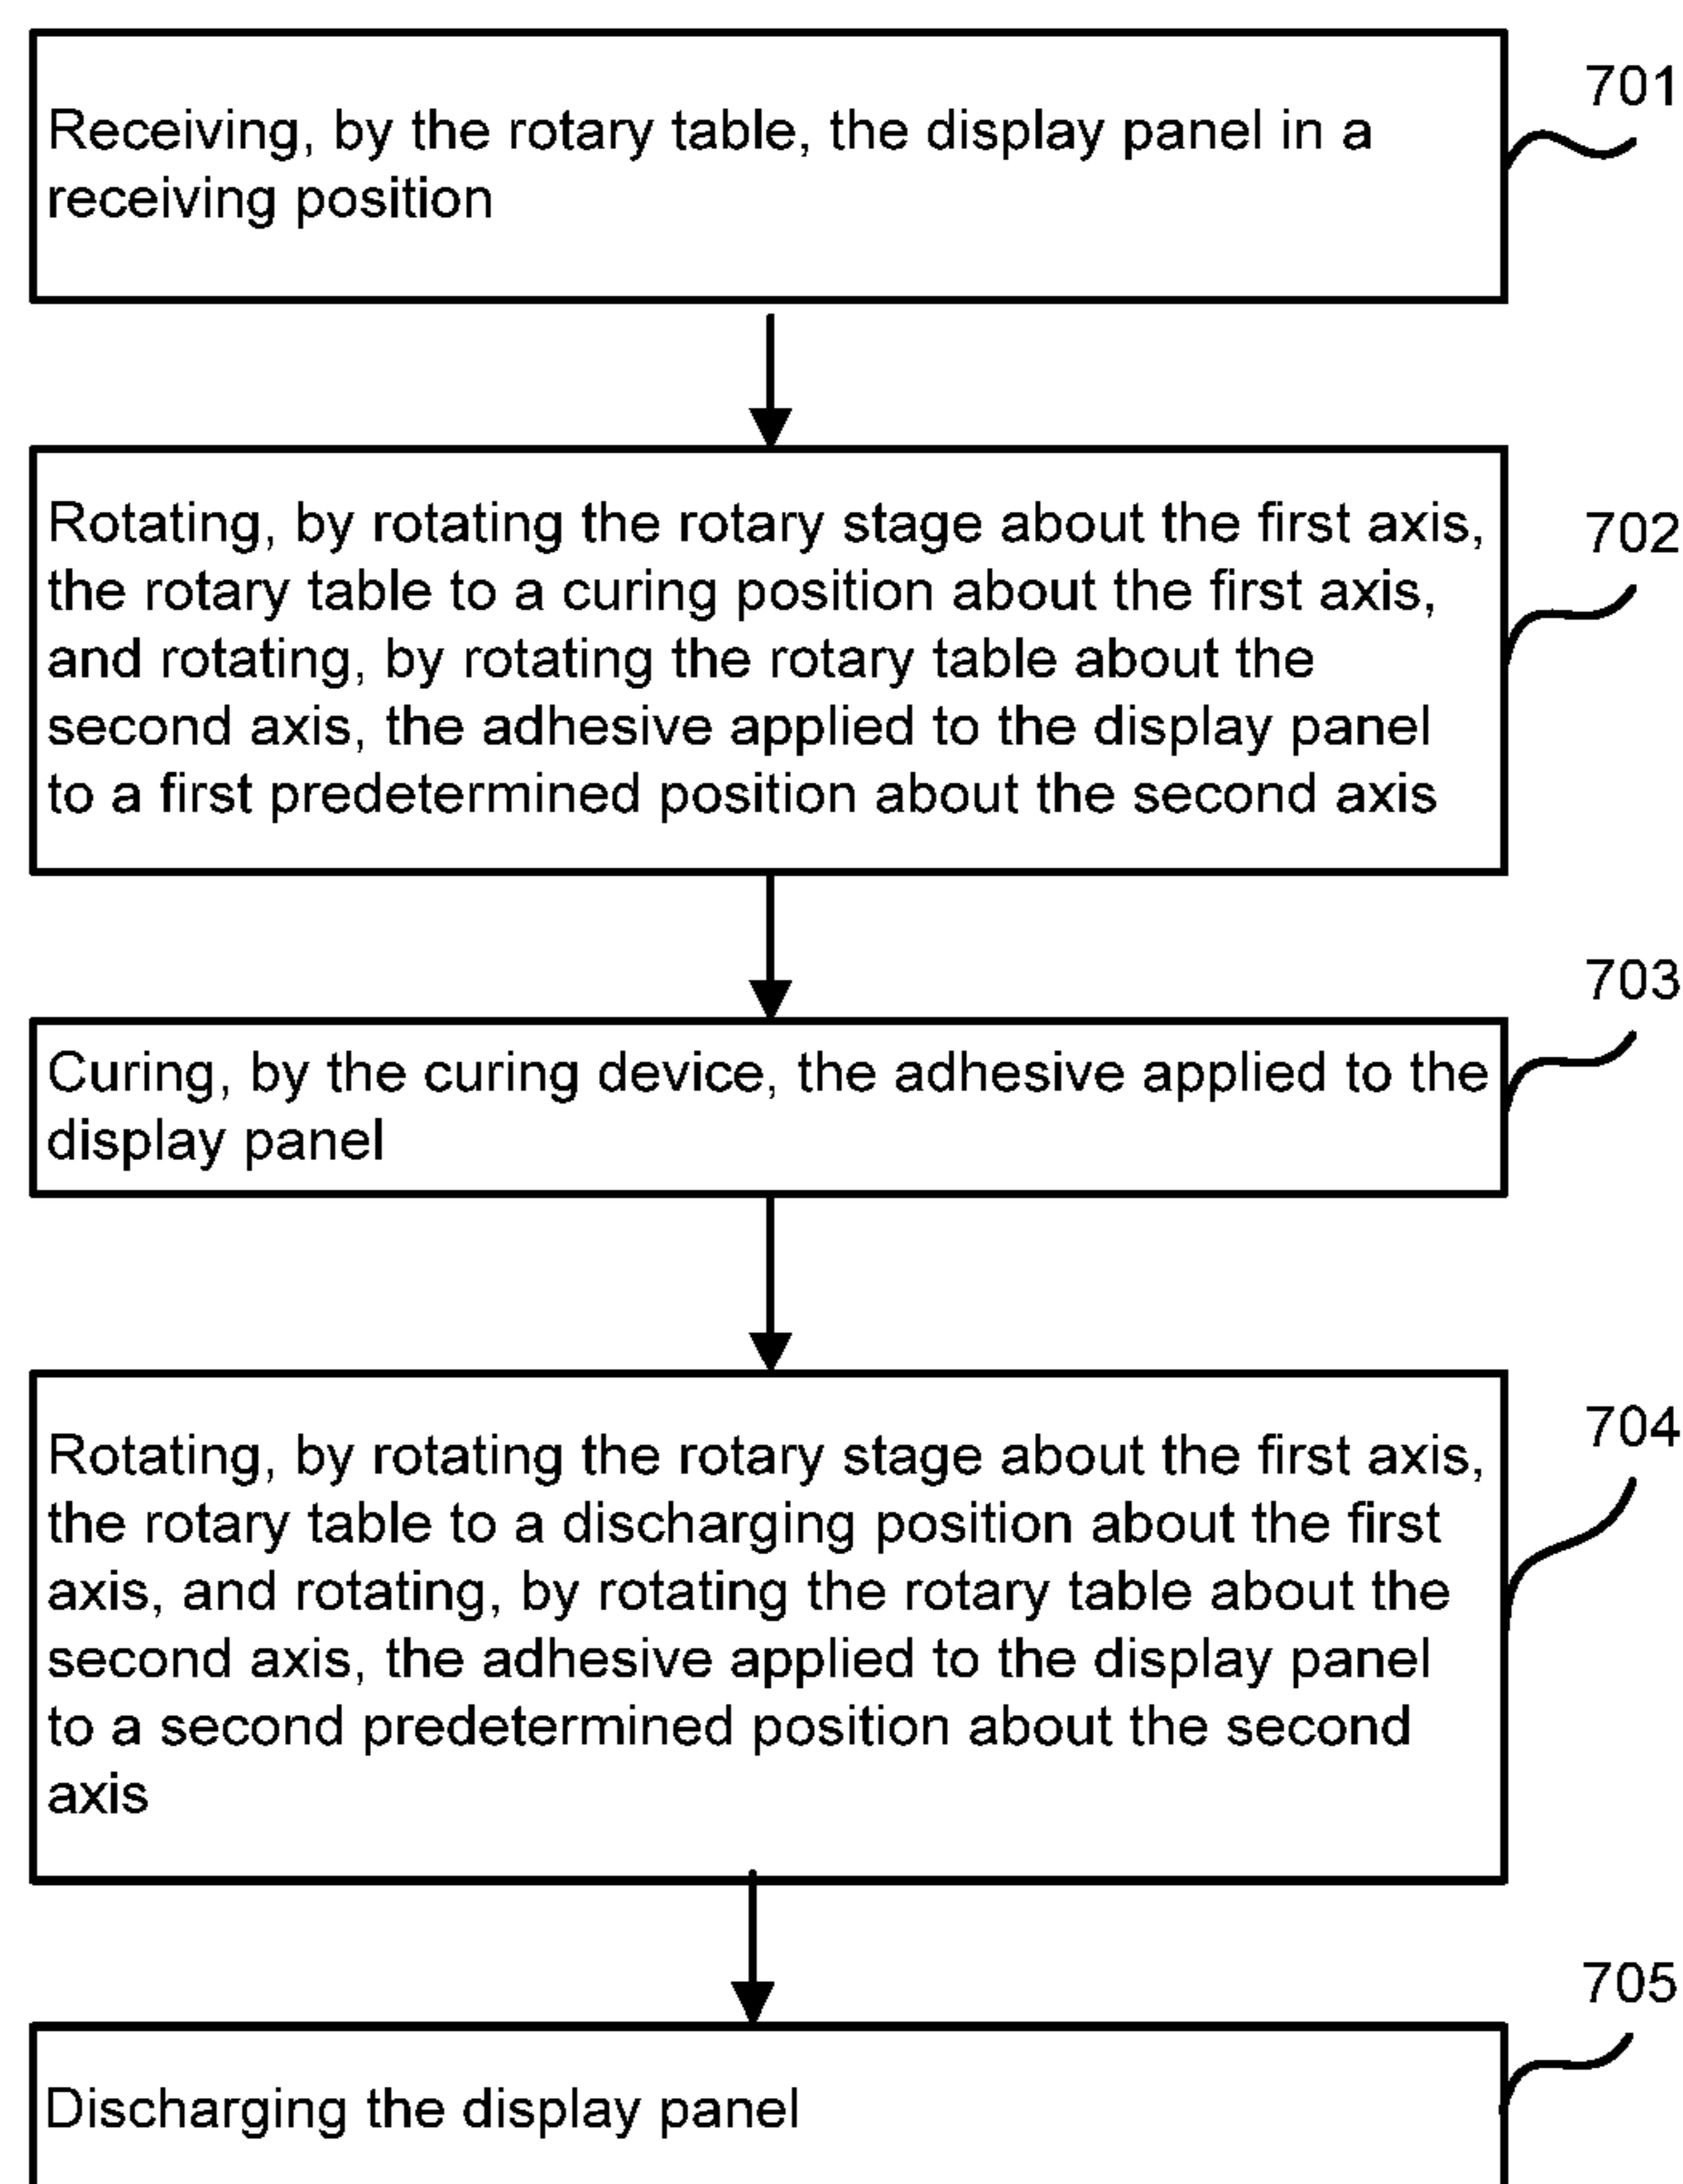 701
Receiving, by the rotary table, the display panel in a
receiving position
702
Rotating, by rotating the rotary stage about the first axis,
the rotary table to a curing position about the first axis,
and rotating, by rotating the rotary table about the
second axis, the adhesive applied to the display panel
to a first predetermined position about the second axis
703
Curing, by the curing device, the adhesive applied to the
display panel
704
Rotating, by rotating the rotary stage about the first axis,
the rotary table to a discharging position about the first
axis, and rotating, by rotating the rotary table about the
second axis, the adhesive applied to the display panel
to a second predetermined position about the second
axis
705
Discharging the display panel